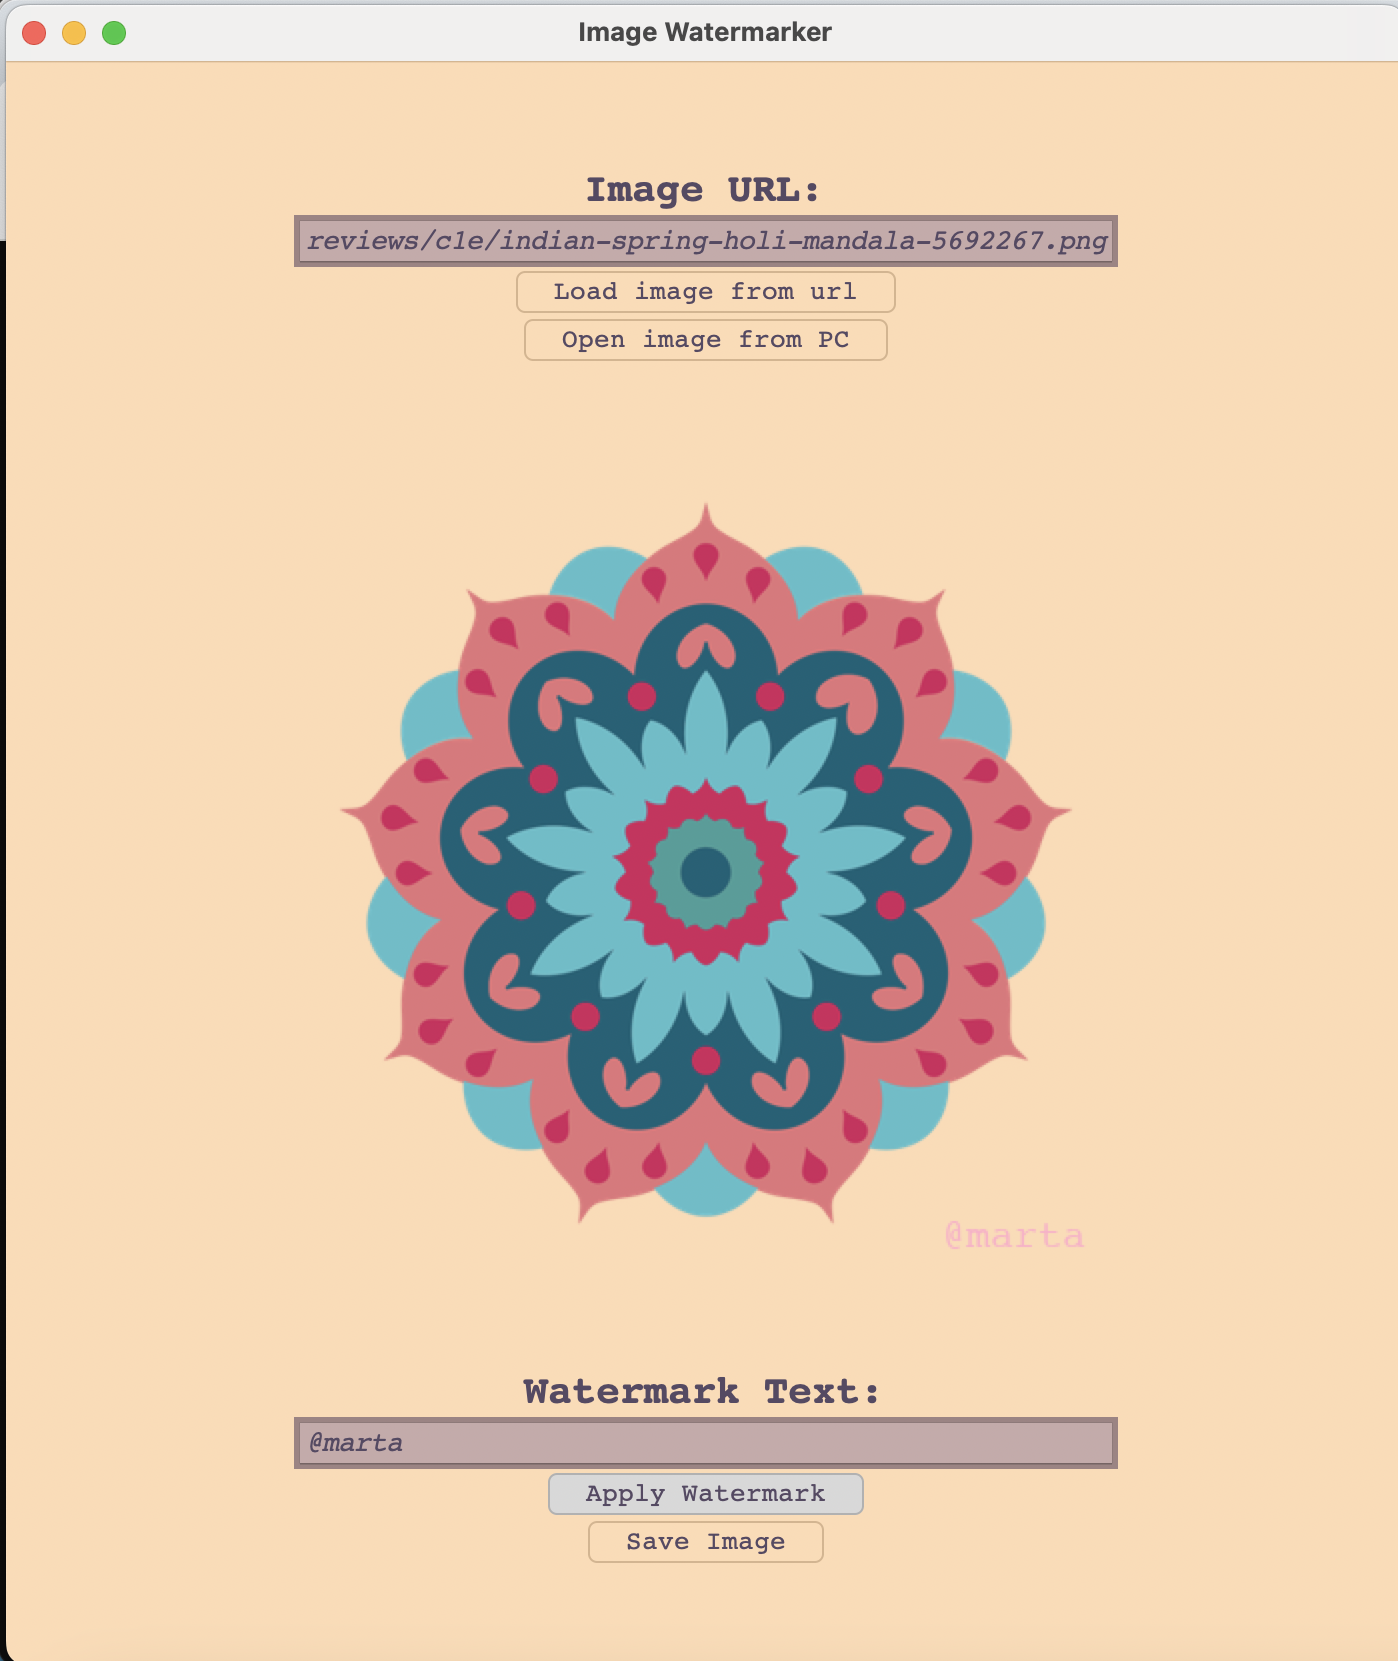 Image Watermarker
Image URL:
reviews/c1e/indian-spring-holi-mandala-5692267.png
Load image from url
Open image from PC
@marta
Watermark Text:
@marta
Apply Watermark
Save Image